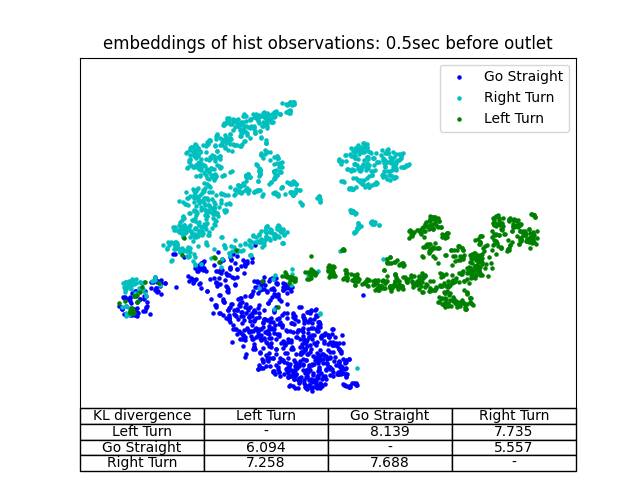 embeddings of hist observations: 0.5sec before outlet
Go Straight
Right Turn
Left Turn
KL divergence Left Turn Go Straight Right Turn
Left Turn - 8.139 7.735
Go Straight 6.094 - 5.557
Right Turn 7.258 7.688 -